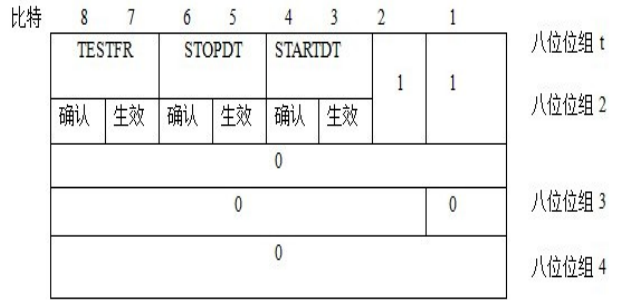 比特 8 7 6 5 4 3 2 1
TESTFR STOPDT STARTDT 1 1 八位位组 t
确认 生效 确认 生效 确认 生效 八位位组 2
0
0 0 八位位组 3
0 八位位组 4